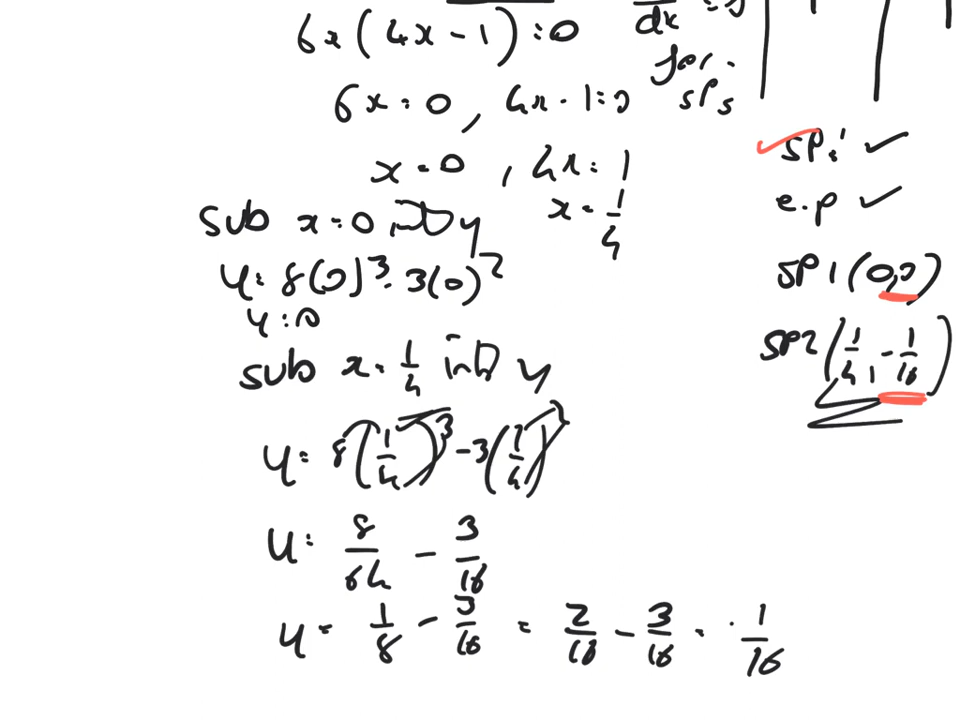 6x(4x-1)=0
dx = 0
for
SPs
6x=0, 4x-1=0
x=0, 4x=1
x=1/4
sub x=0 into y
y=8(0)³-3(0)²
y=0
sub x=1/4 into y
y=8(1/4)³-3(1/4)²
y=8/64-3/16
y=1/8-3/16=2/16-3/16=-1/16
SPs ✓
e.p ✓
SP1(0,0)
SP2(1/4,-1/16)